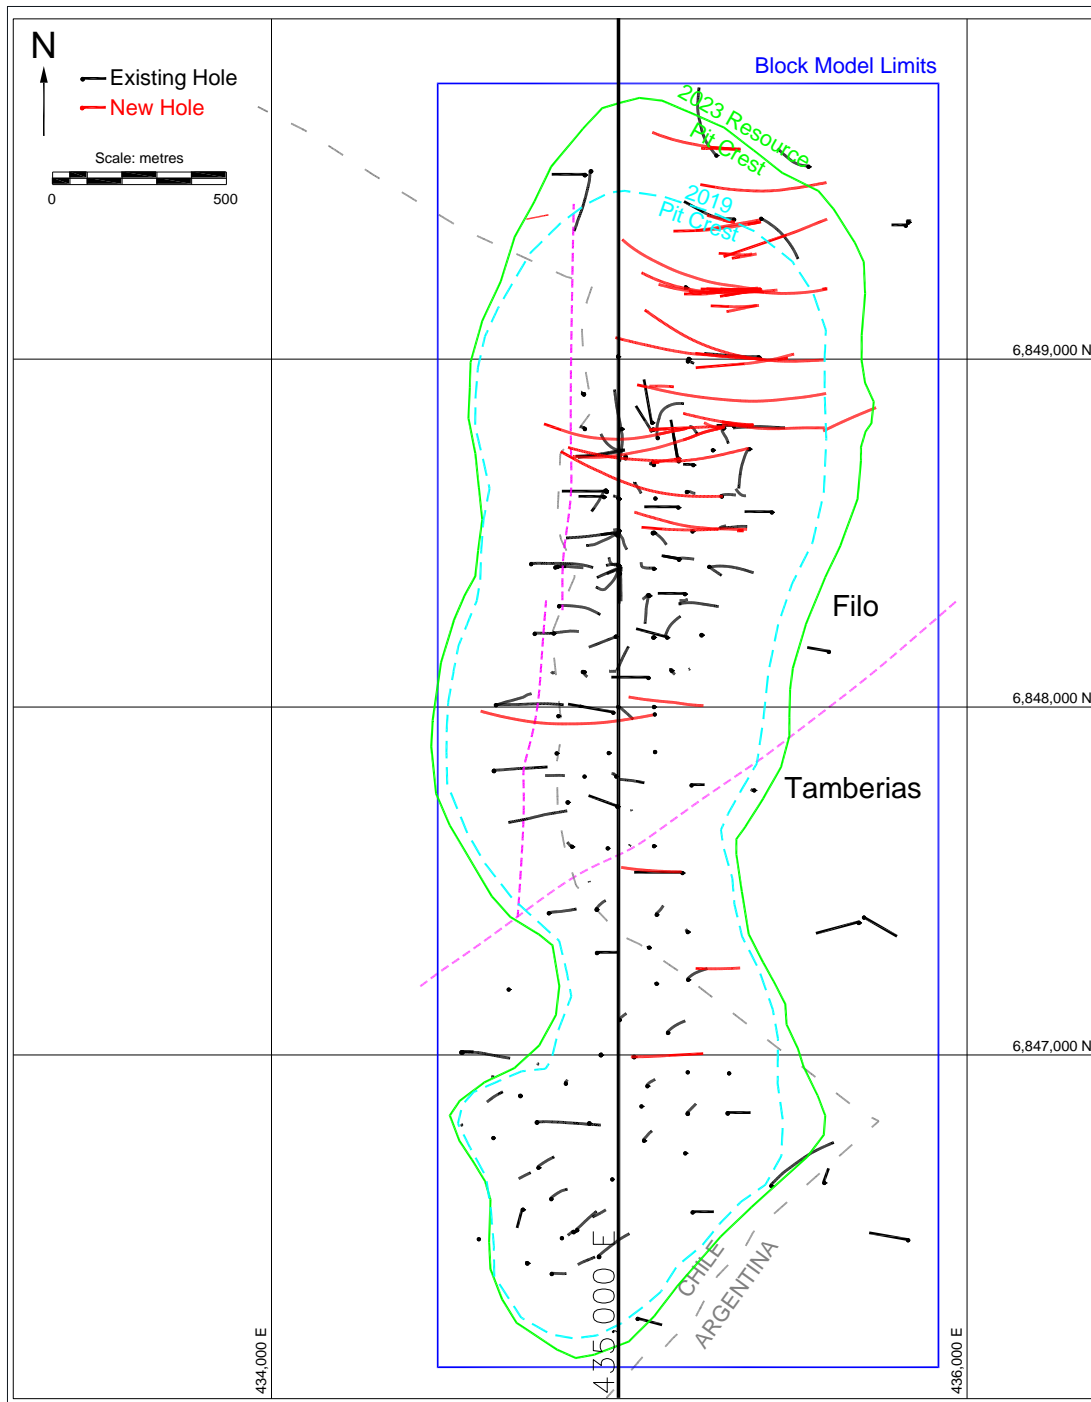 N
Existing Hole
New Hole
Scale: metres
0 500
Block Model Limits
2023 Resource
Pit Crest
2019
Pit Crest
6,849,000 N
Filo
6,848,000 N
Tamberias
6,847,000 N
CHILE
ARGENTINA
434,000 E
435,000 E
436,000 E